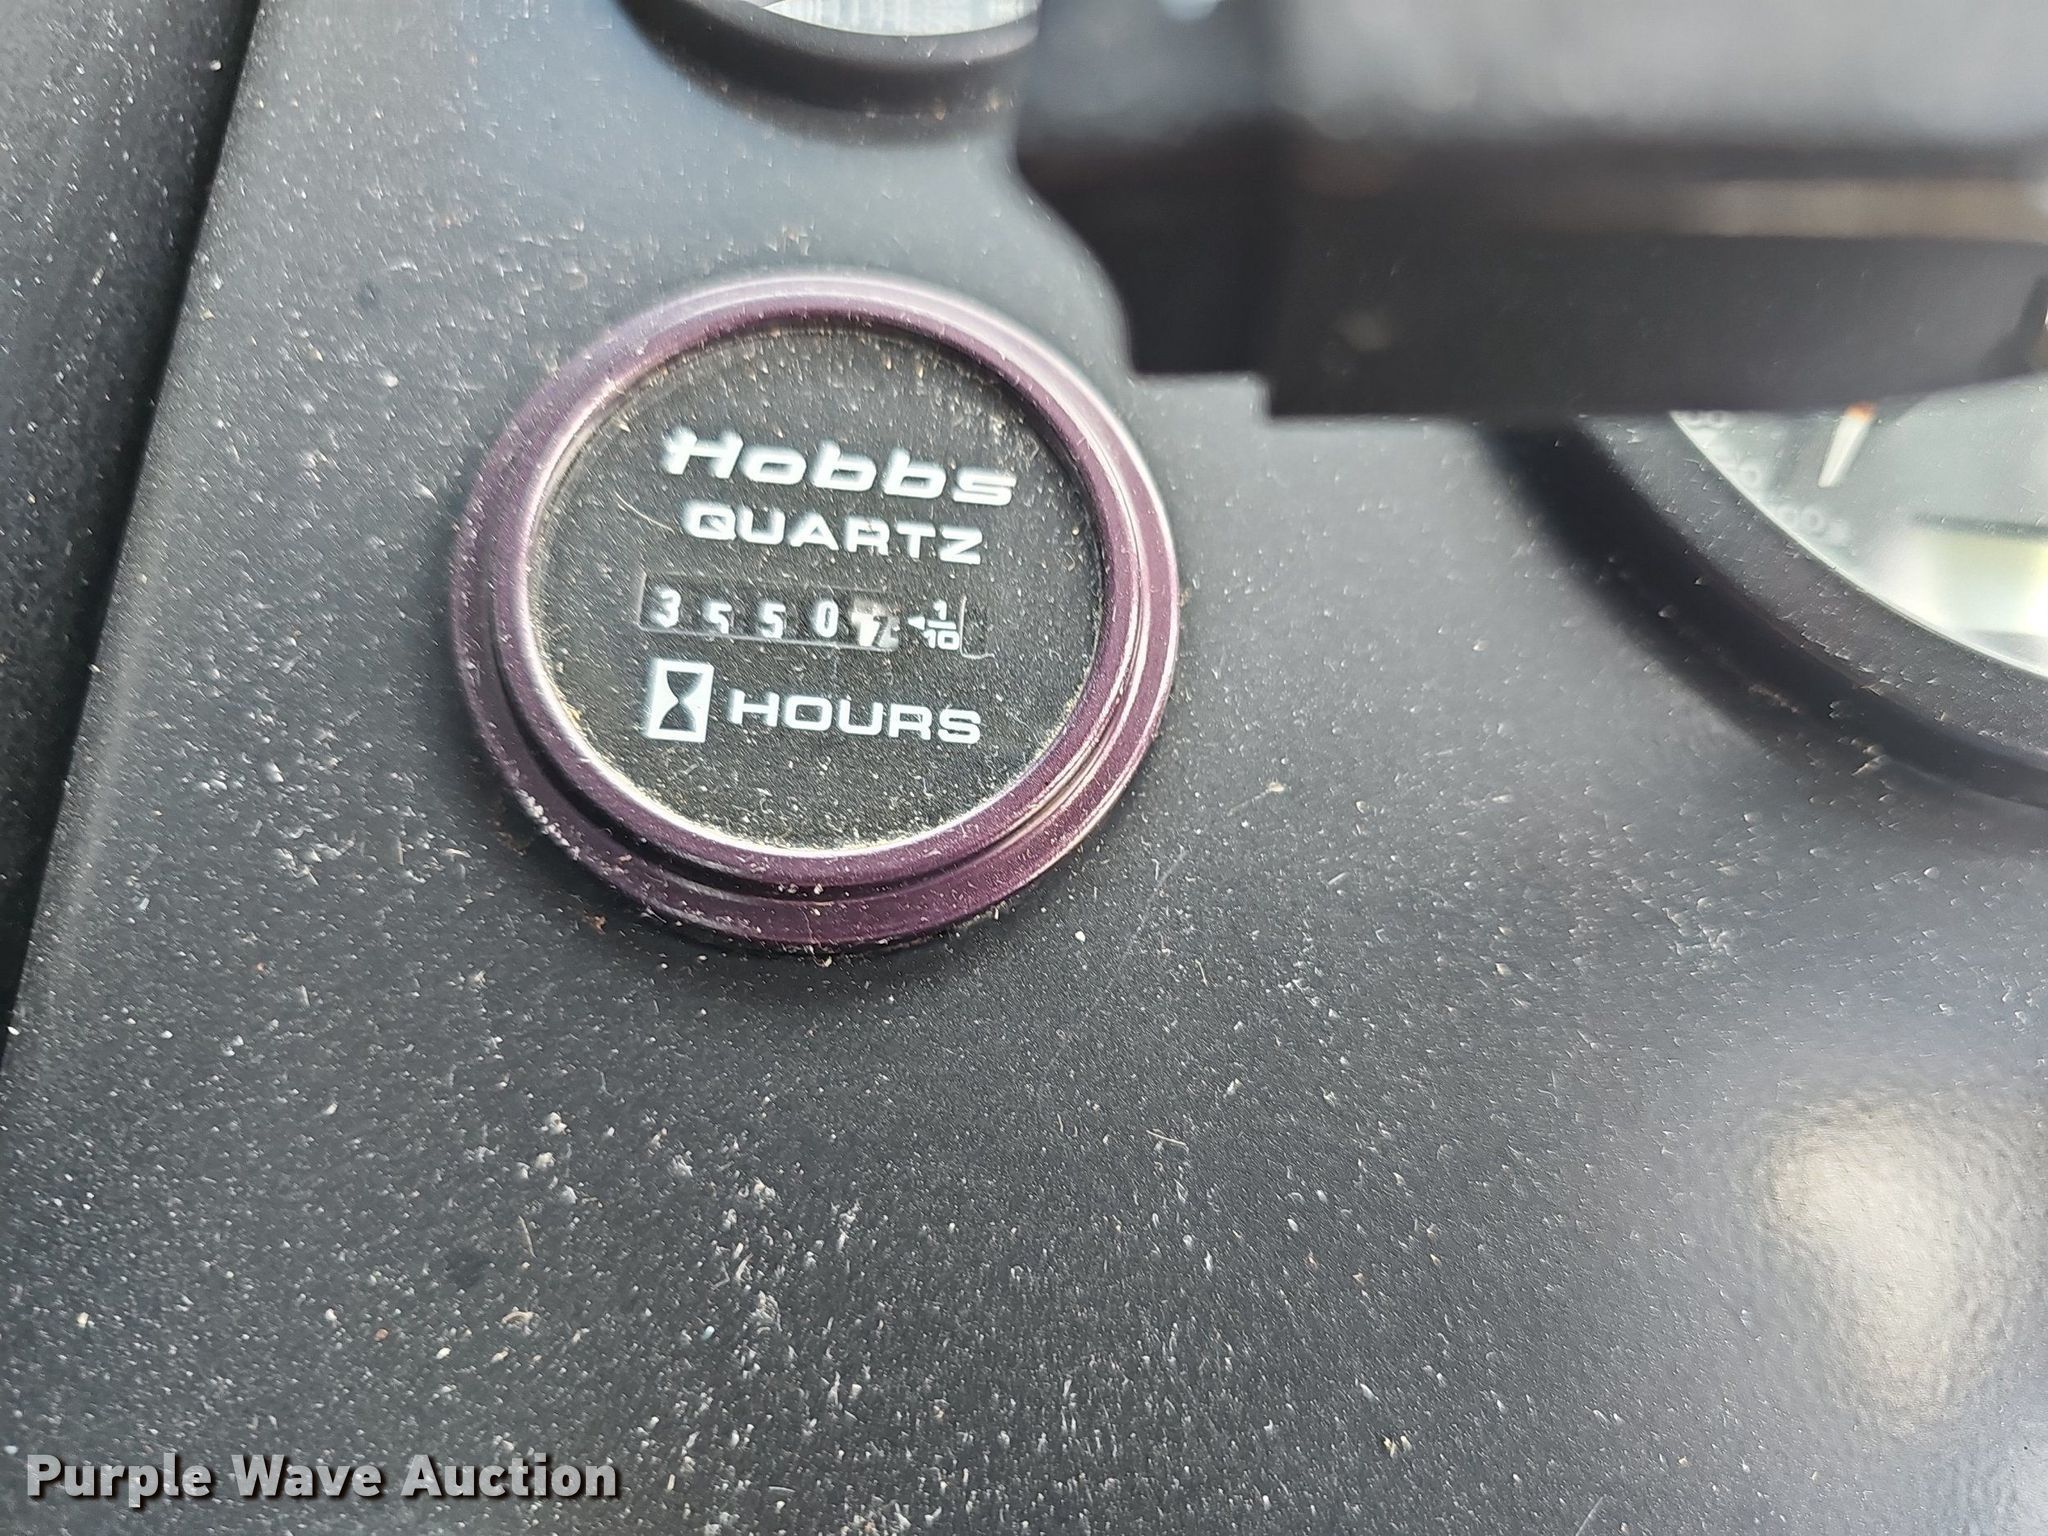 Hobbs
QUARTZ
3550 1/10
HOURS
Purple Wave Auction